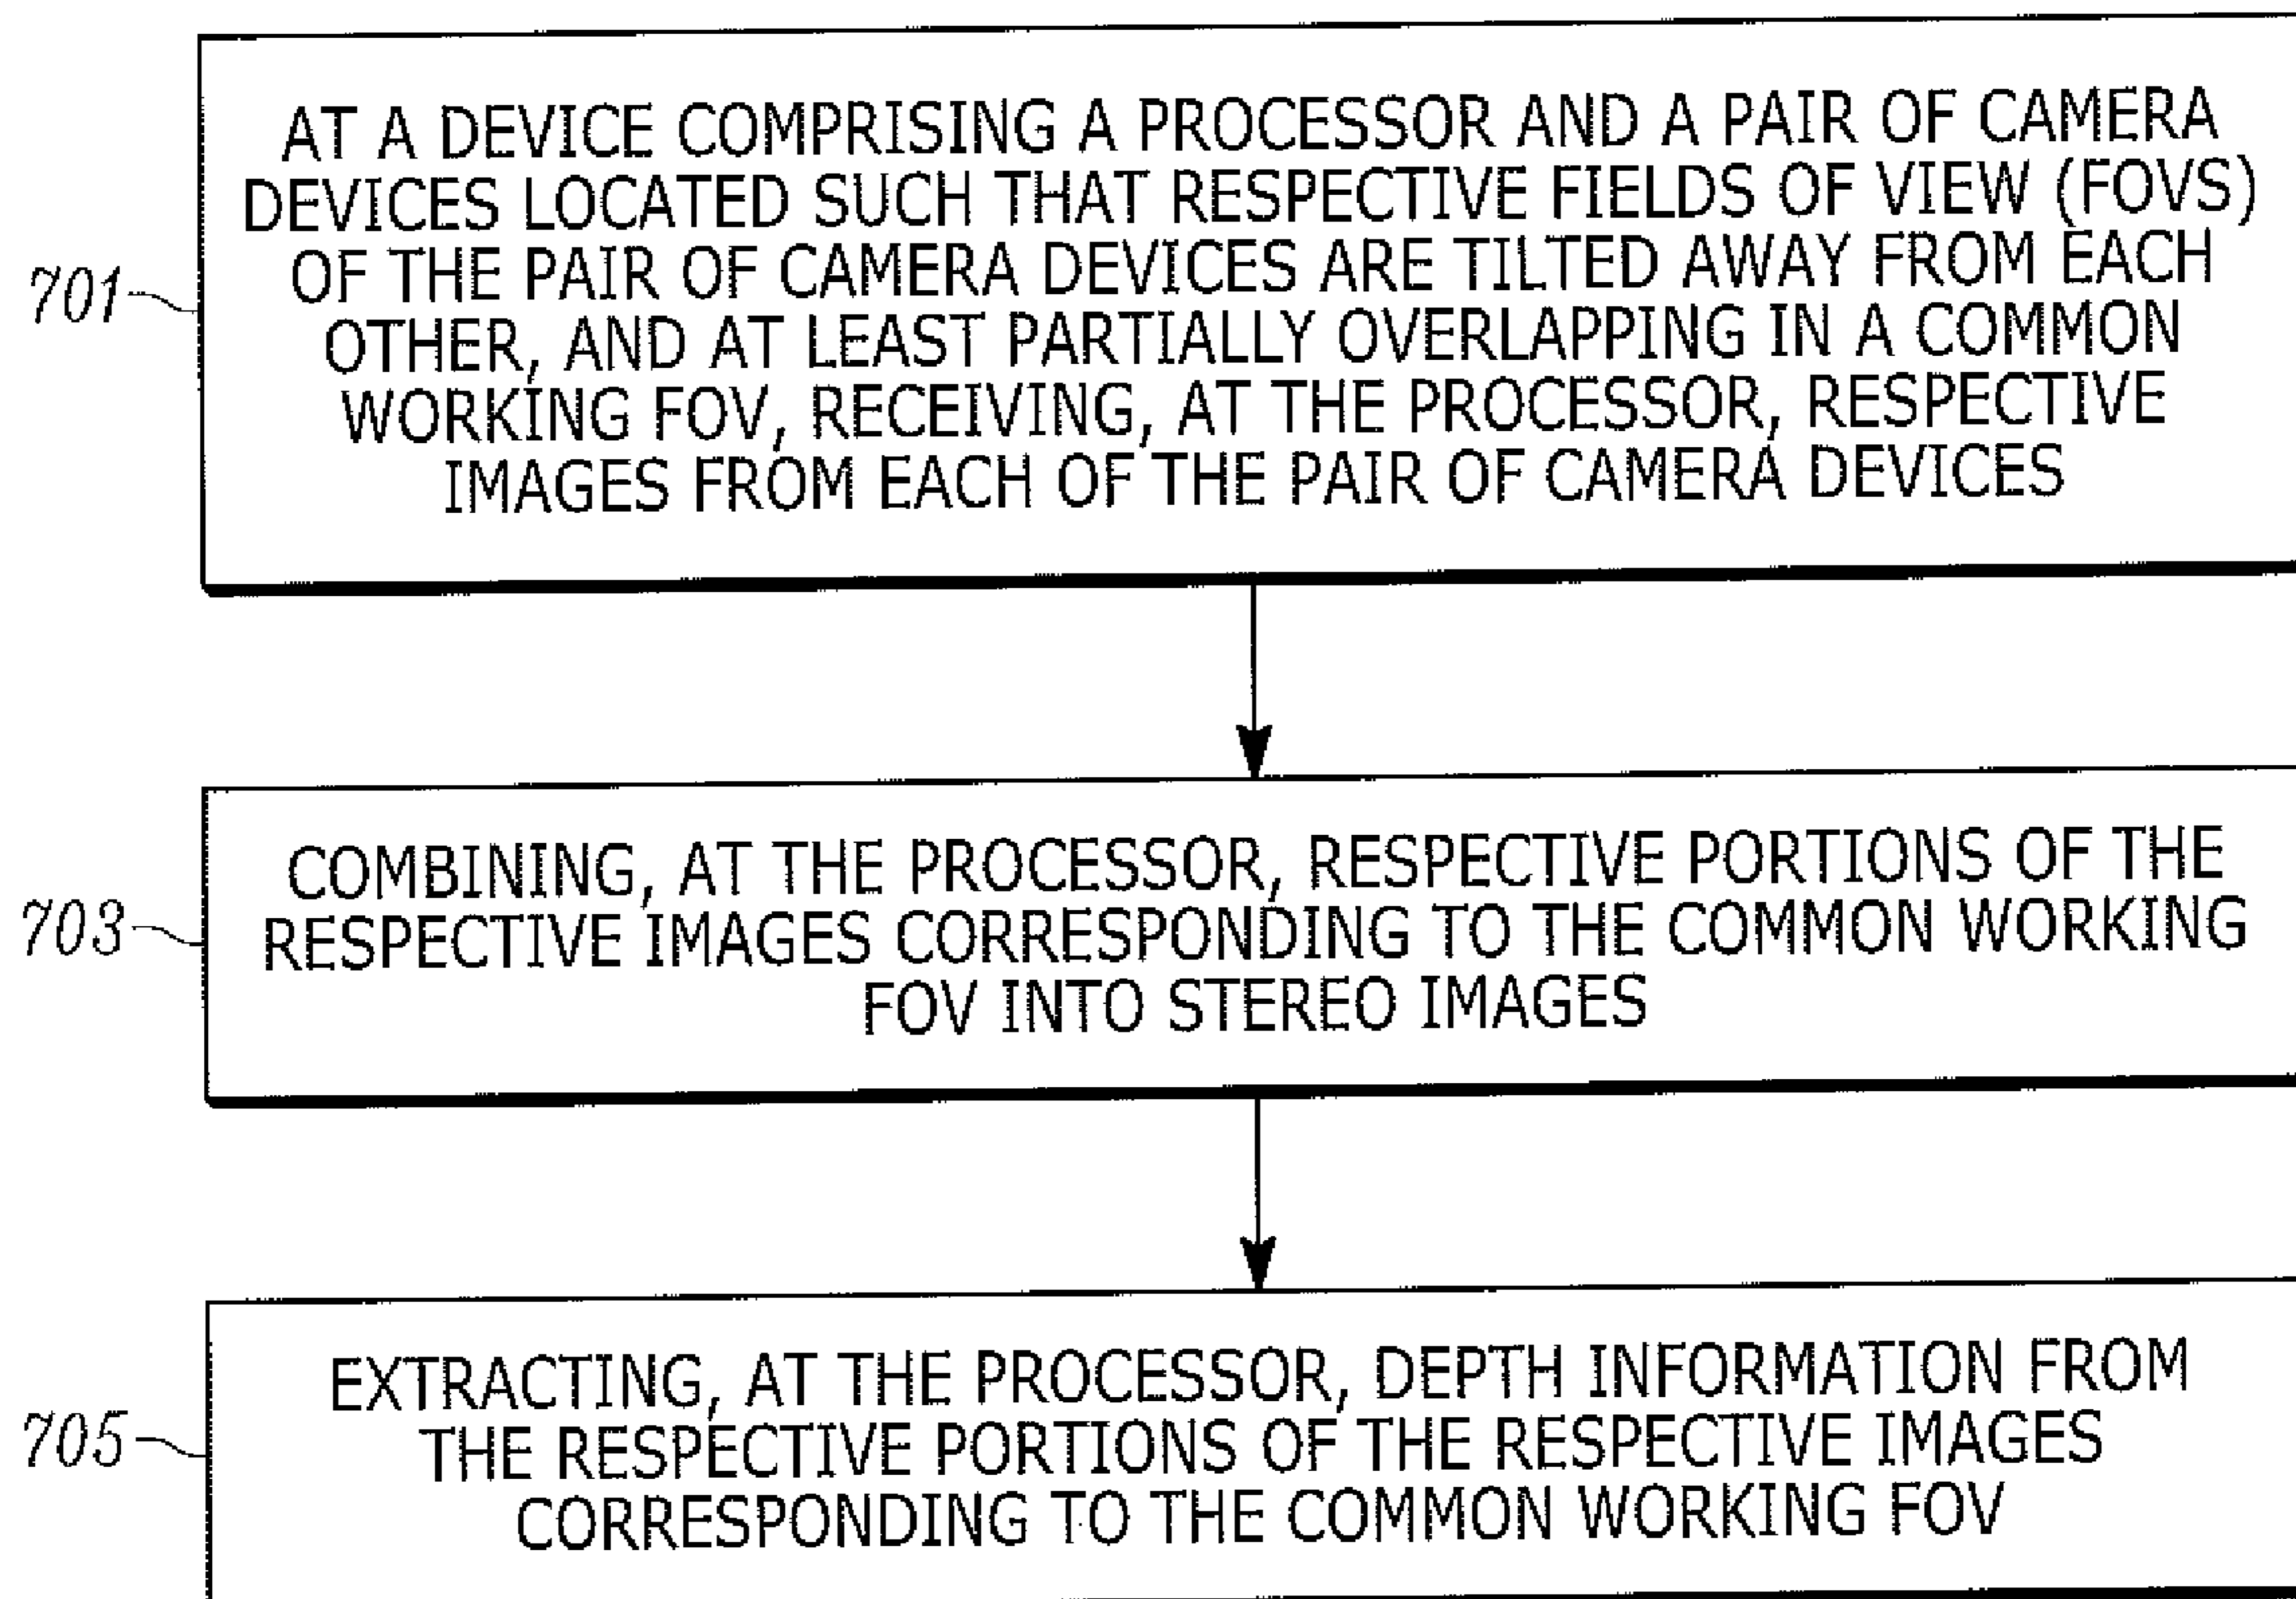 AT A DEVICE COMPRISING A PROCESSOR AND A PAIR OF CAMERA
DEVICES LOCATED SUCH THAT RESPECTIVE FIELDS OF VIEW (FOVS)
OF THE PAIR OF CAMERA DEVICES ARE TILTED AWAY FROM EACH
701
OTHER, AND AT LEAST PARTIALLY OVERLAPPING IN A COMMON
WORKING FOV, RECEIVING, AT THE PROCESSOR, RESPECTIVE
IMAGES FROM EACH OF THE PAIR OF CAMERA DEVICES
COMBINING, AT THE PROCESSOR, RESPECTIVE PORTIONS OF THE
703
RESPECTIVE IMAGES CORRESPONDING TO THE COMMON WORKING
FOV INTO STEREO IMAGES
EXTRACTING, AT THE PROCESSOR, DEPTH INFORMATION FROM
705
THE RESPECTIVE PORTIONS OF THE RESPECTIVE IMAGES
CORRESPONDING TO THE COMMON WORKING FOV